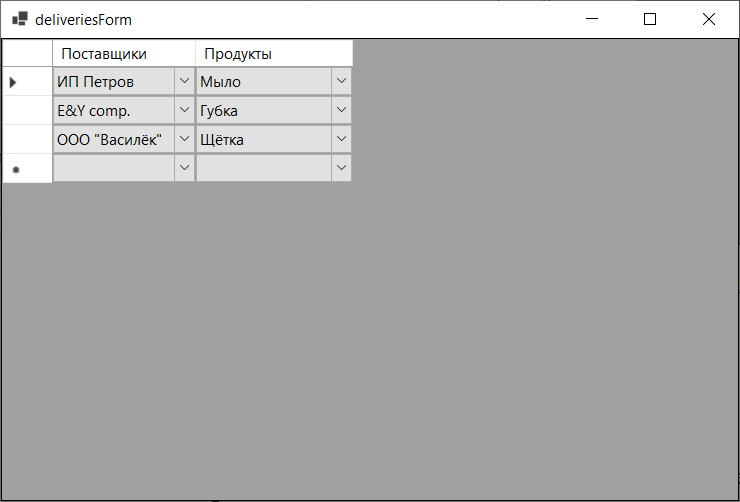 deliveriesForm
Поставщики Продукты
ИП Петров Мыло
E&Y comp. Губка
ООО "Василёк" Щётка